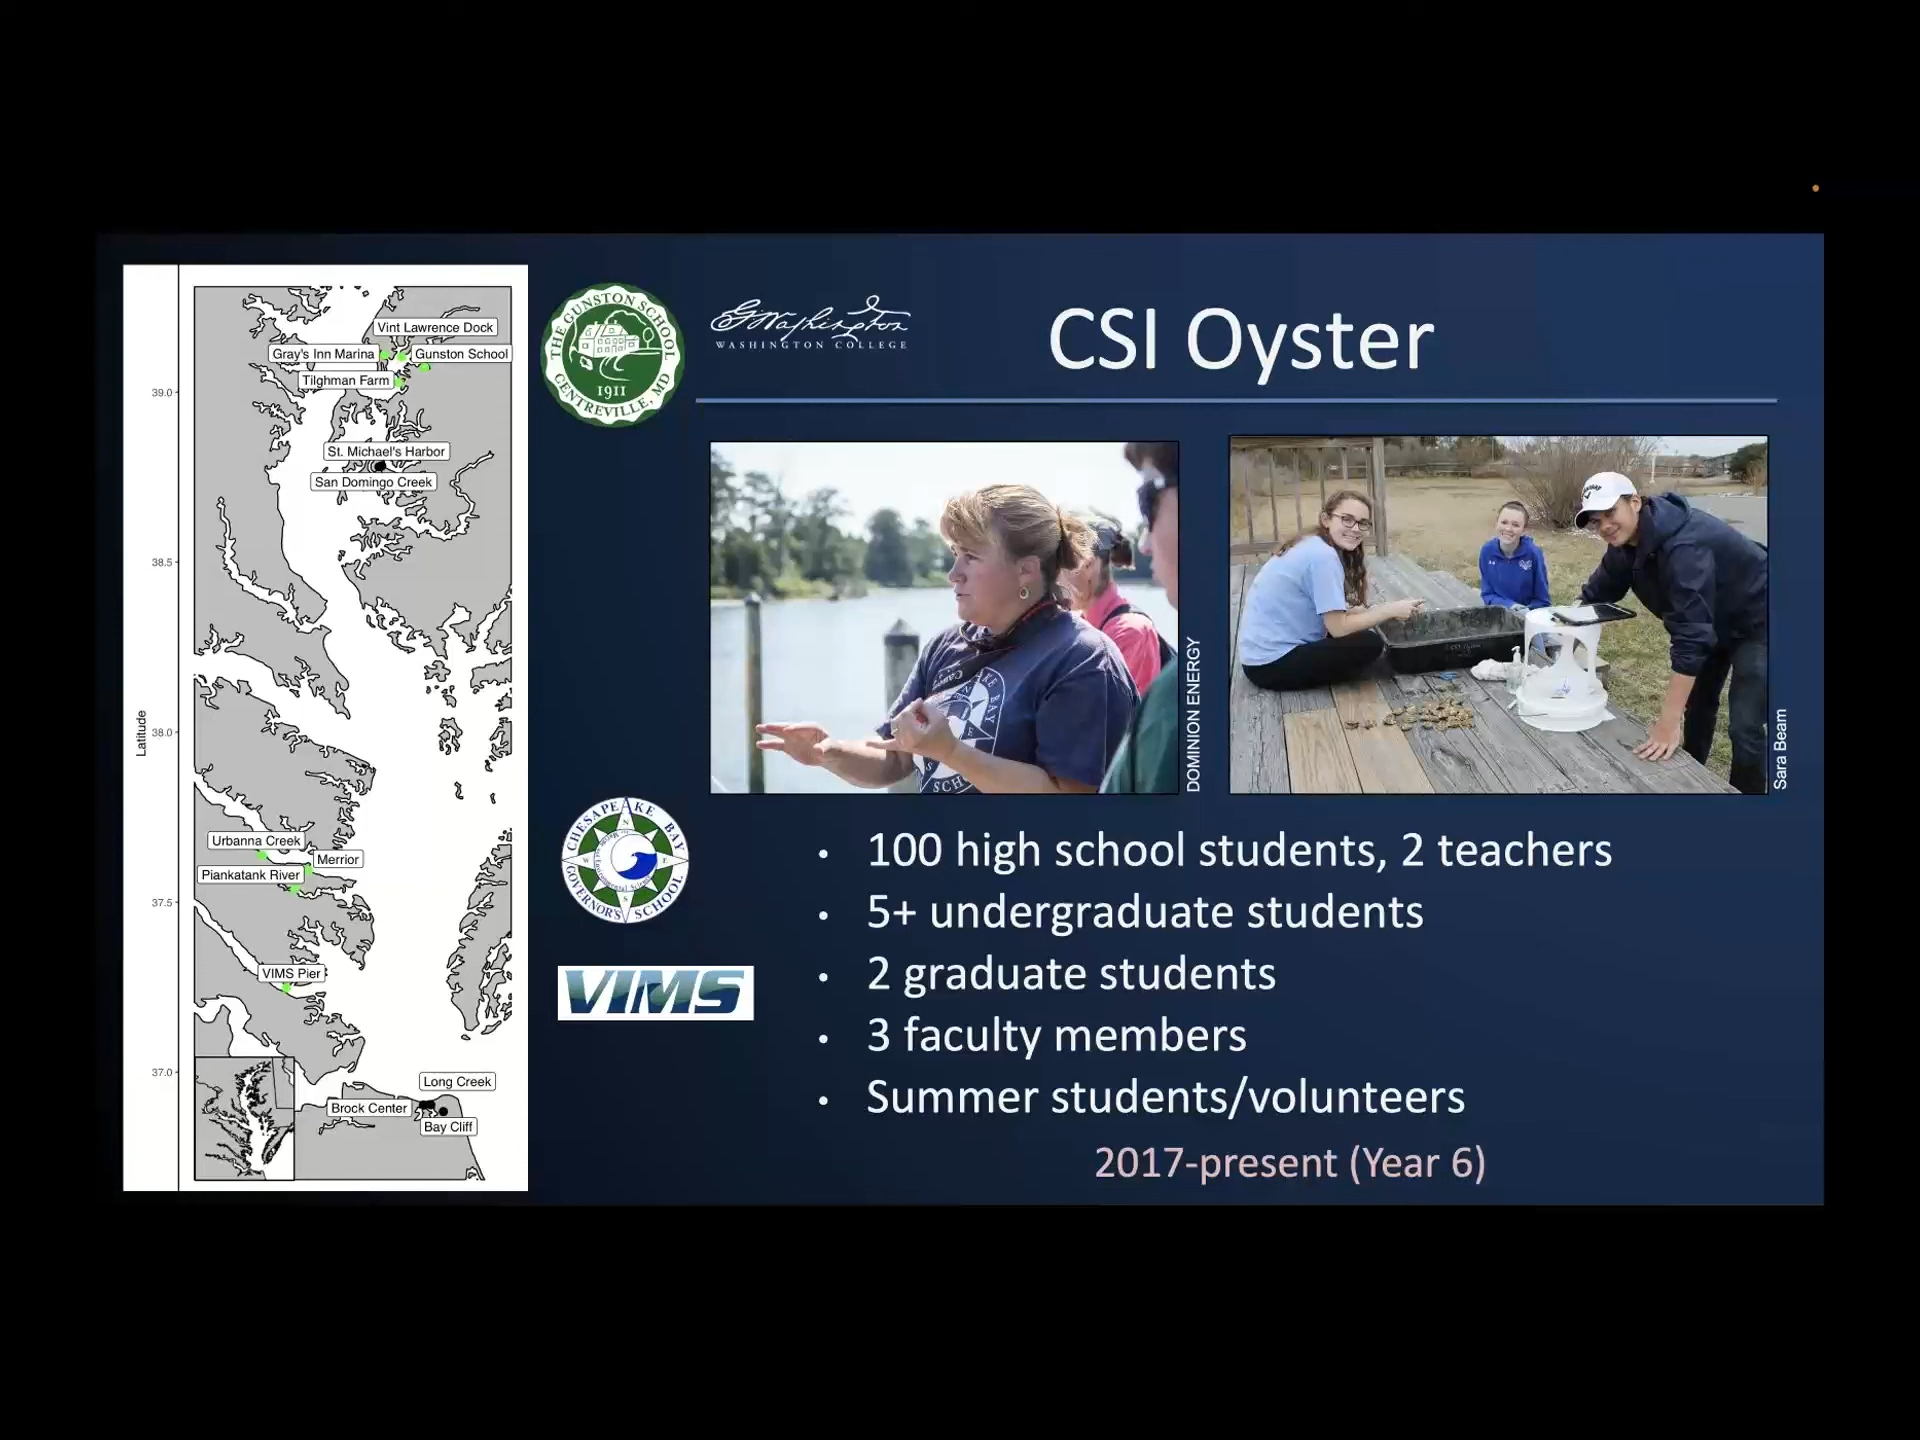 CSI Oyster
THE GUNSTON SCHOOL
1911
CENTREVILLE, MD
WASHINGTON COLLEGE
Vint Lawrence Dock
Gray's Inn Marina
Gunston School
Tilghman Farm
39.0
St. Michael's Harbor
San Domingo Creek
38.5
Latitude
38.0
Urbanna Creek
Merrior
Piankatank River
37.5
VIMS Pier
37.0
Long Creek
Brock Center
Bay Cliff
DOMINION ENERGY
Sara Beam
CHESAPEAKE BAY
GOVERNOR'S SCHOOL
VIMS
• 100 high school students, 2 teachers
• 5+ undergraduate students
• 2 graduate students
• 3 faculty members
• Summer students/volunteers
2017-present (Year 6)